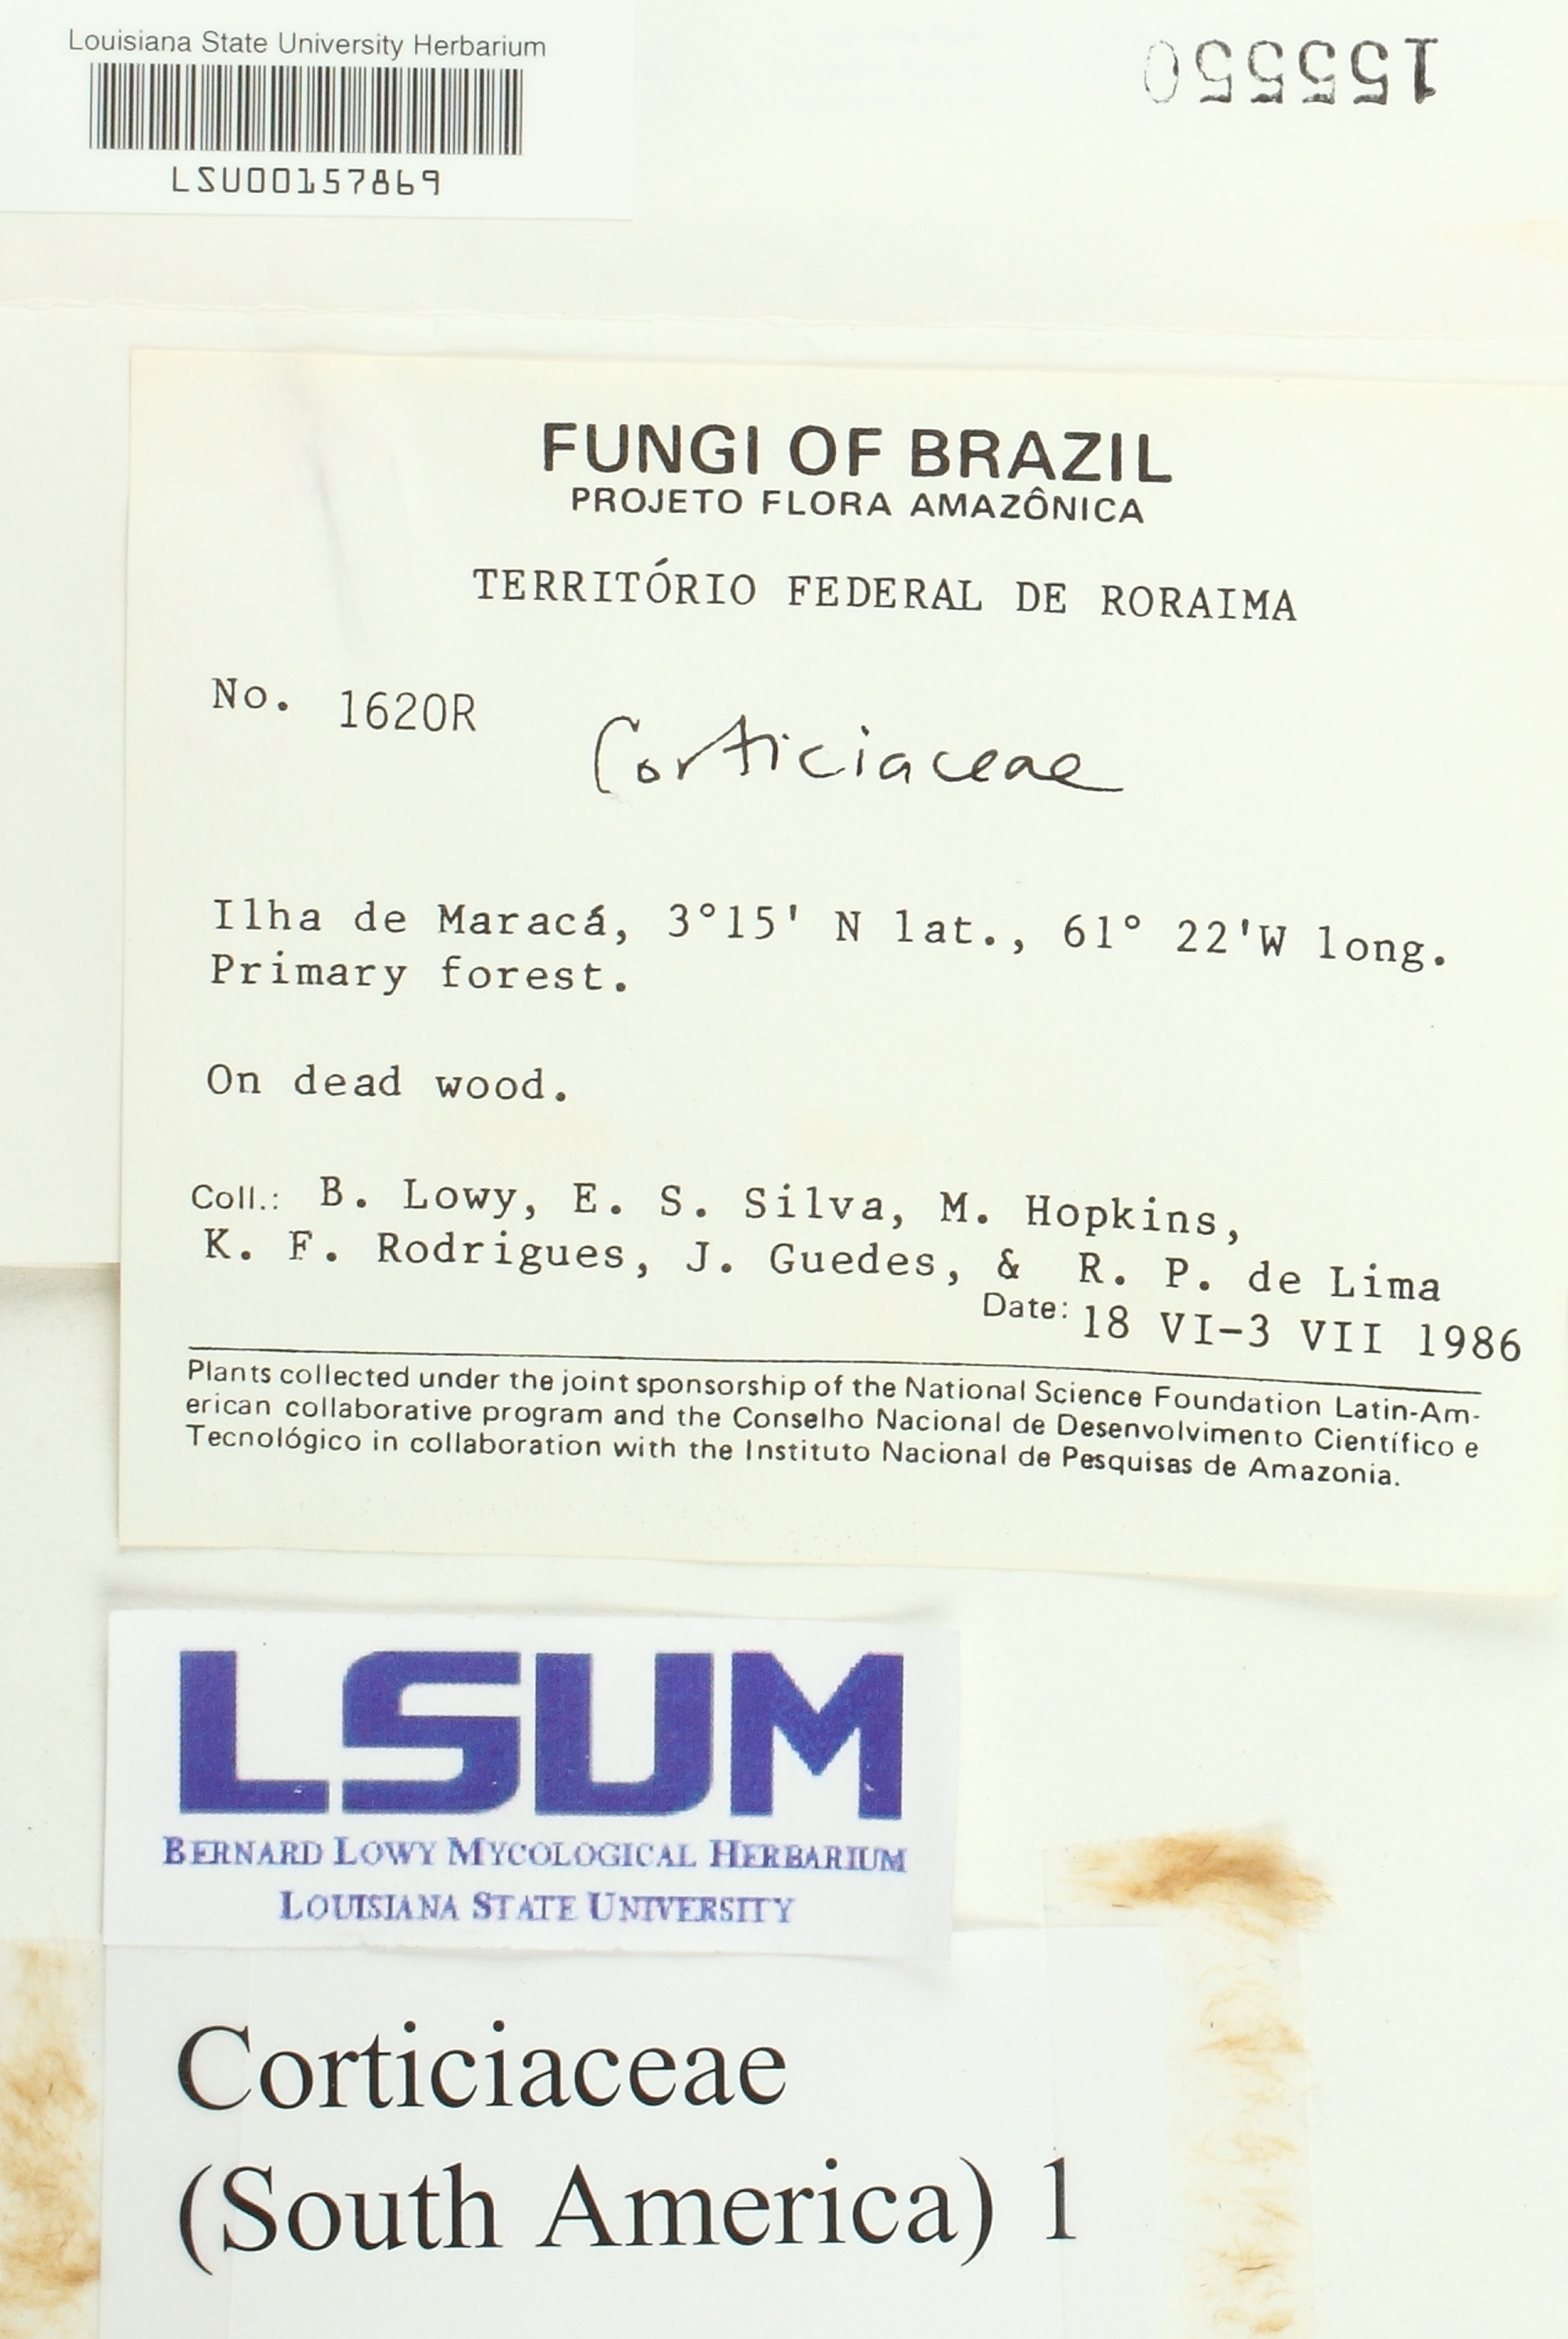 Louisiana State University Herbarium
LSU00157869
155550
FUNGI OF BRAZIL
PROJETO FLORA AMAZÔNICA
TERRITÓRIO FEDERAL DE RORAIMA
No. 1620R
Corticiaceae
Ilha de Maracá, 3°15' N lat., 61° 22'W long.
Primary forest.
On dead wood.
Coll.: B. Lowy, E. S. Silva, M. Hopkins,
K. F. Rodrigues, J. Guedes, & R. P. de Lima
Date: 18 VI-3 VII 1986
Plants collected under the joint sponsorship of the National Science Foundation Latin-Am-
erican collaborative program and the Conselho Nacional de Desenvolvimento Científico e
Tecnológico in collaboration with the Instituto Nacional de Pesquisas de Amazonia.
LSUM
BERNARD LOWY MYCOLOGICAL HERBARIUM
LOUISIANA STATE UNIVERSITY
Corticiaceae
(South America) 1